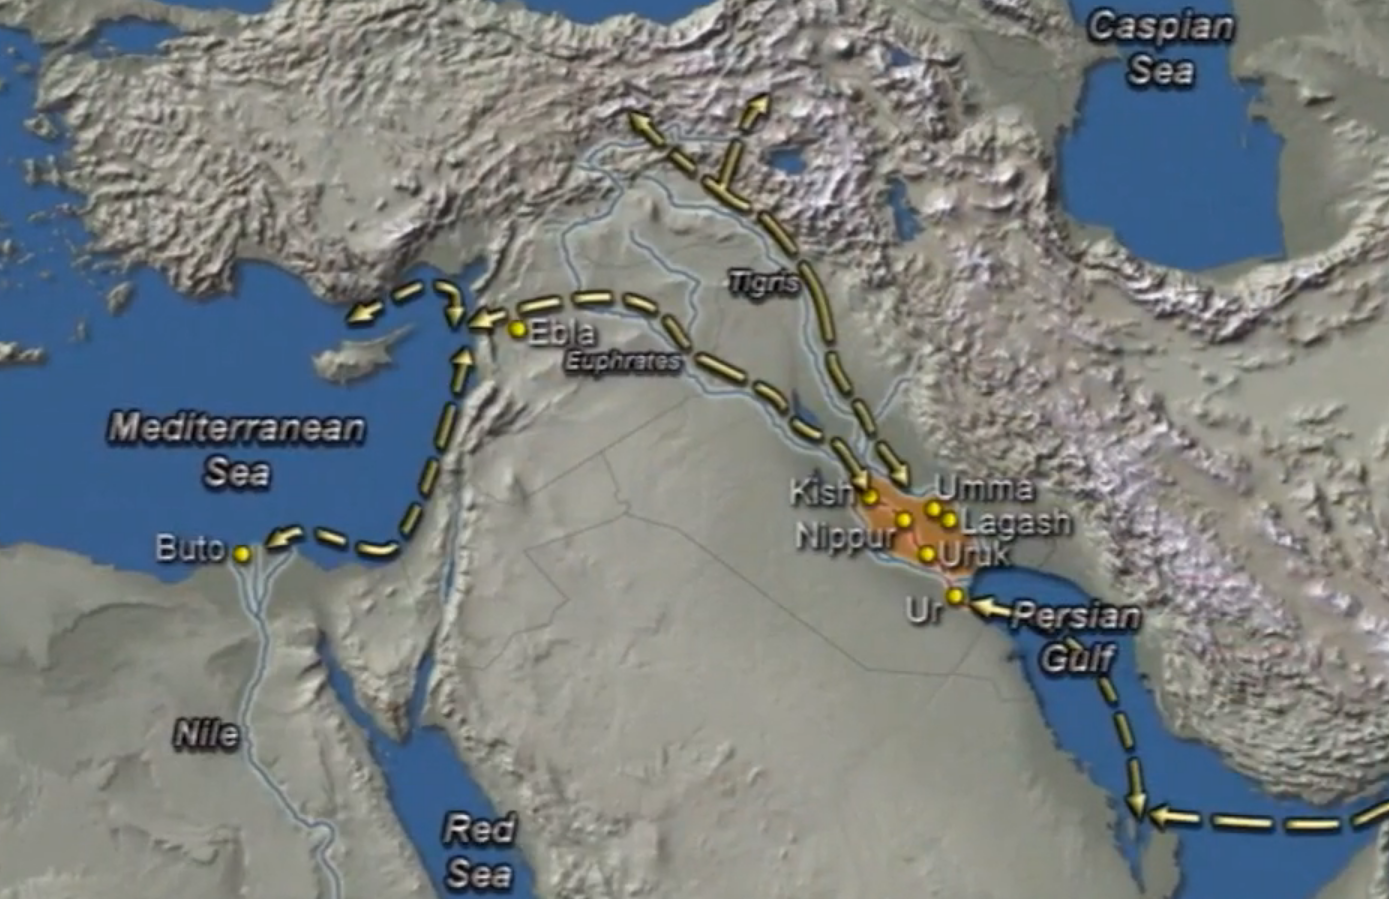 Caspian
Sea
Tigris
Ebla
Euphrates
Mediterranean
Sea
Kish
Umma
Nippur
Lagash
Buto
Uruk
Ur
Persian
Gulf
Nile
Red
Sea